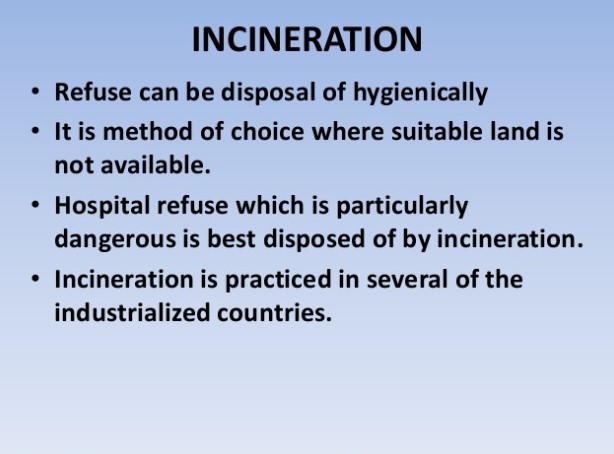 INCINERATION
• Refuse can be disposal of hygienically
• It is method of choice where suitable land is
not available.
• Hospital refuse which is particularly
dangerous is best disposed of by incineration.
• Incineration is practiced in several of the
industrialized countries.